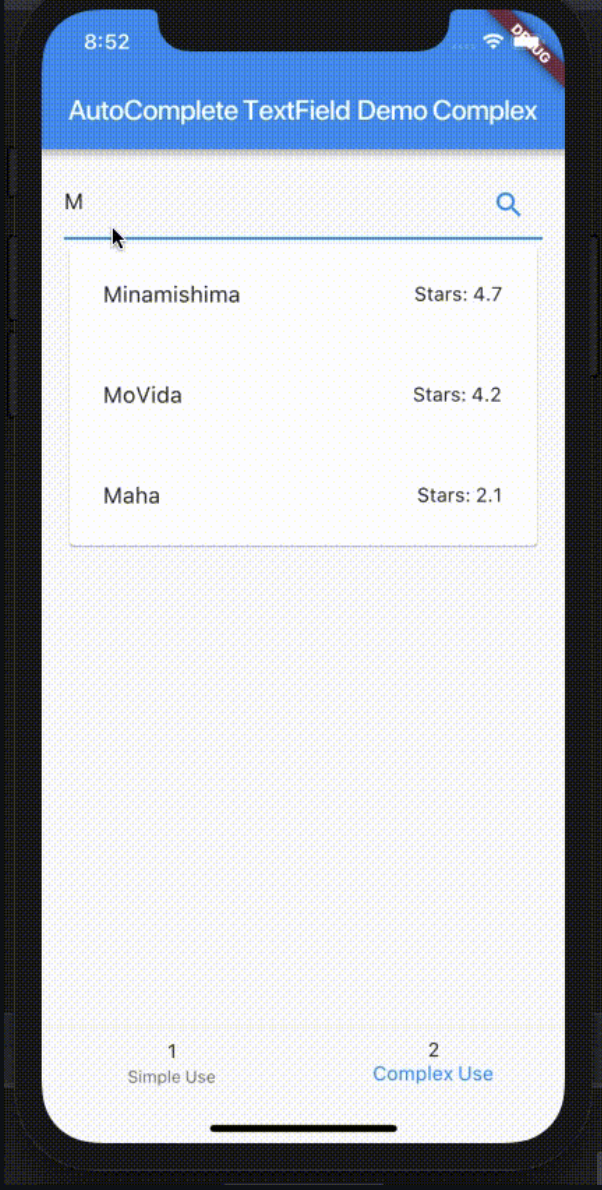 8:52
DEBUG
AutoComplete TextField Demo Complex
M
Minamishima Stars: 4.7
MoVida Stars: 4.2
Maha Stars: 2.1
1 2
Simple Use Complex Use